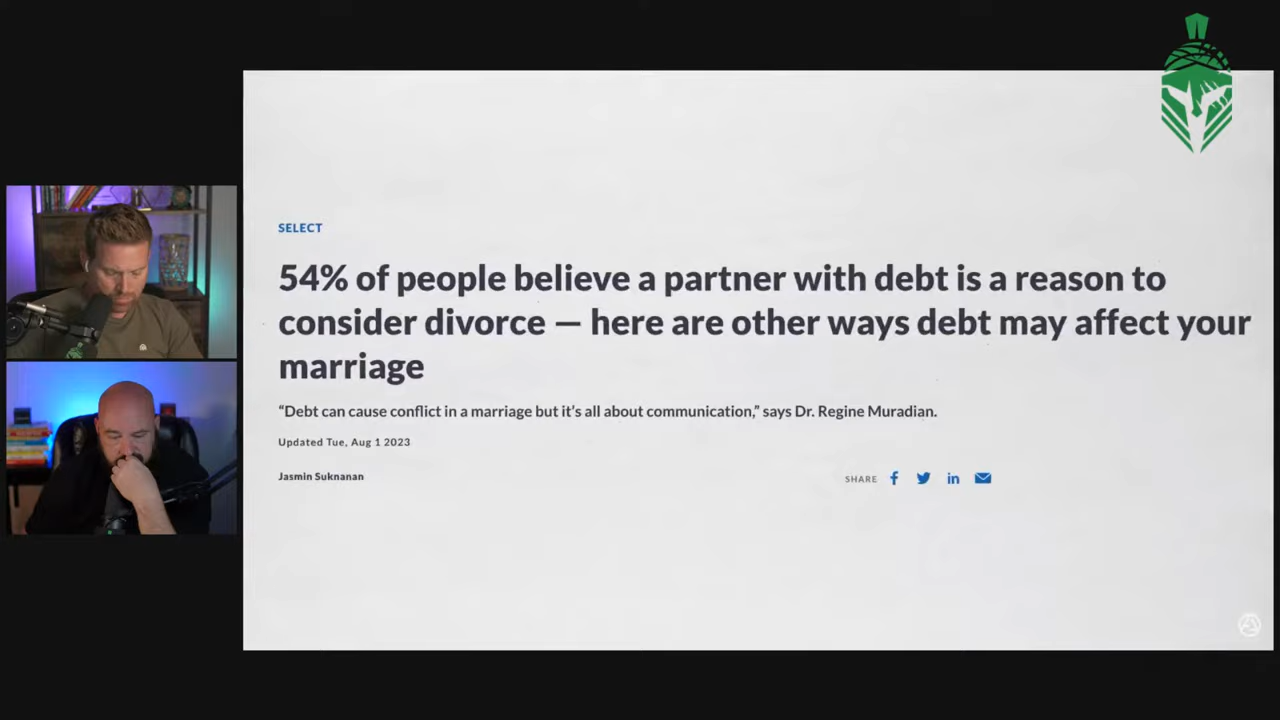 SELECT
54% of people believe a partner with debt is a reason to
consider divorce — here are other ways debt may affect your
marriage
“Debt can cause conflict in a marriage but it’s all about communication,” says Dr. Regine Muradian.
Updated Tue, Aug 1 2023
Jasmin Suknanan
SHARE